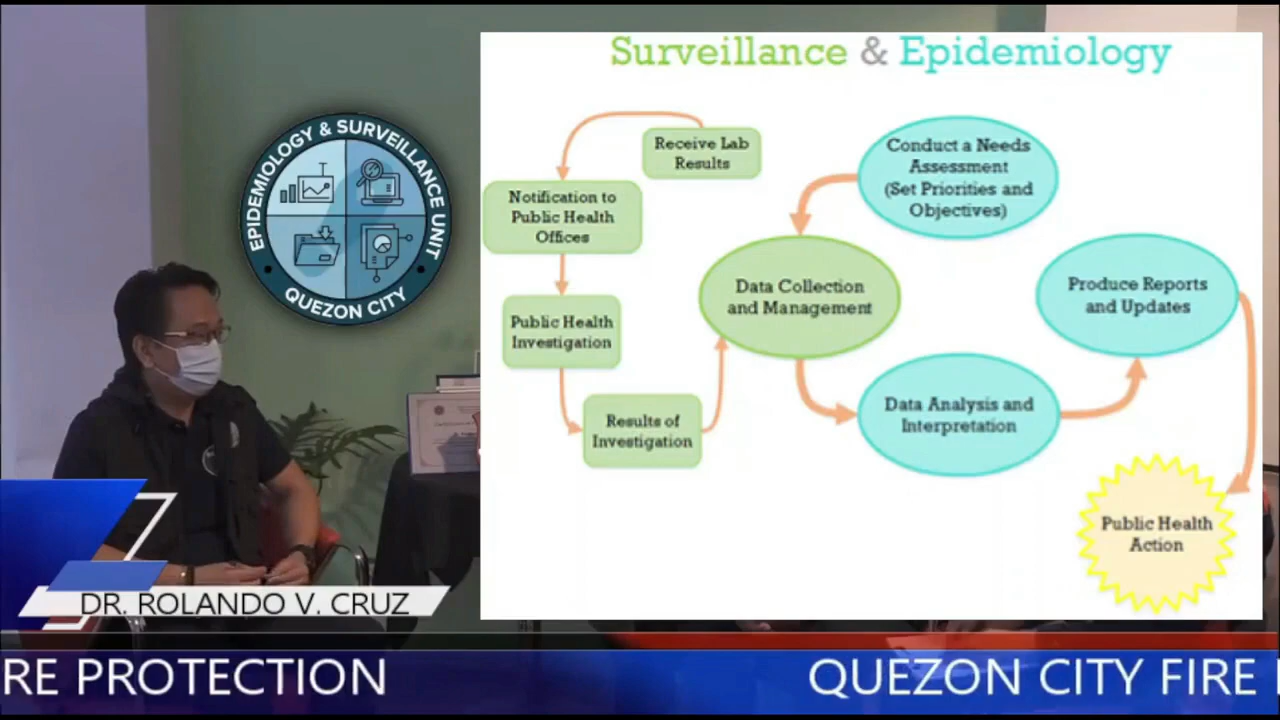 Surveillance & Epidemiology
EPIDEMIOLOGY & SURVEILLANCE UNIT
QUEZON CITY
Receive Lab
Results
Notification to
Public Health
Offices
Public Health
Investigation
Results of
Investigation
Conduct a Needs
Assessment
(Set Priorities and
Objectives)
Data Collection
and Management
Data Analysis and
Interpretation
Produce Reports
and Updates
Public Health
Action
DR. ROLANDO V. CRUZ
RE PROTECTION QUEZON CITY FIRE